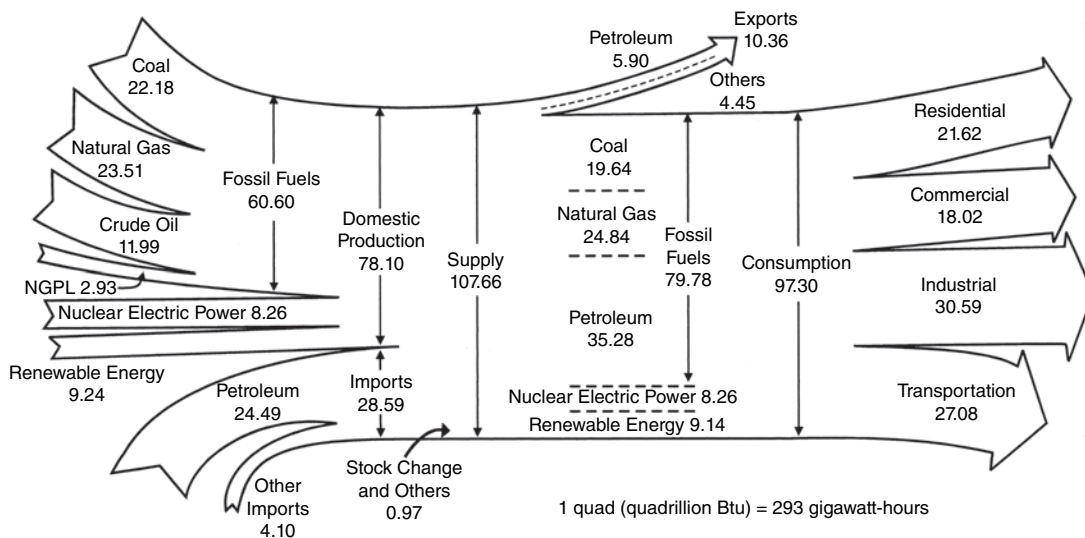 Coal
22.18
Natural Gas
23.51
Crude Oil
11.99
NGPL 2.93
Nuclear Electric Power 8.26
Renewable Energy
9.24
Petroleum
24.49
Other
Imports
4.10
Fossil Fuels
60.60
Domestic
Production
78.10
Imports
28.59
Stock Change
and Others
0.97
Supply
107.66
Petroleum
5.90
Exports
10.36
Others
4.45
Coal
19.64
Natural Gas
24.84
Petroleum
35.28
Nuclear Electric Power 8.26
Renewable Energy 9.14
Fossil
Fuels
79.78
Consumption
97.30
Residential
21.62
Commercial
18.02
Industrial
30.59
Transportation
27.08
1 quad (quadrillion Btu) = 293 gigawatt-hours